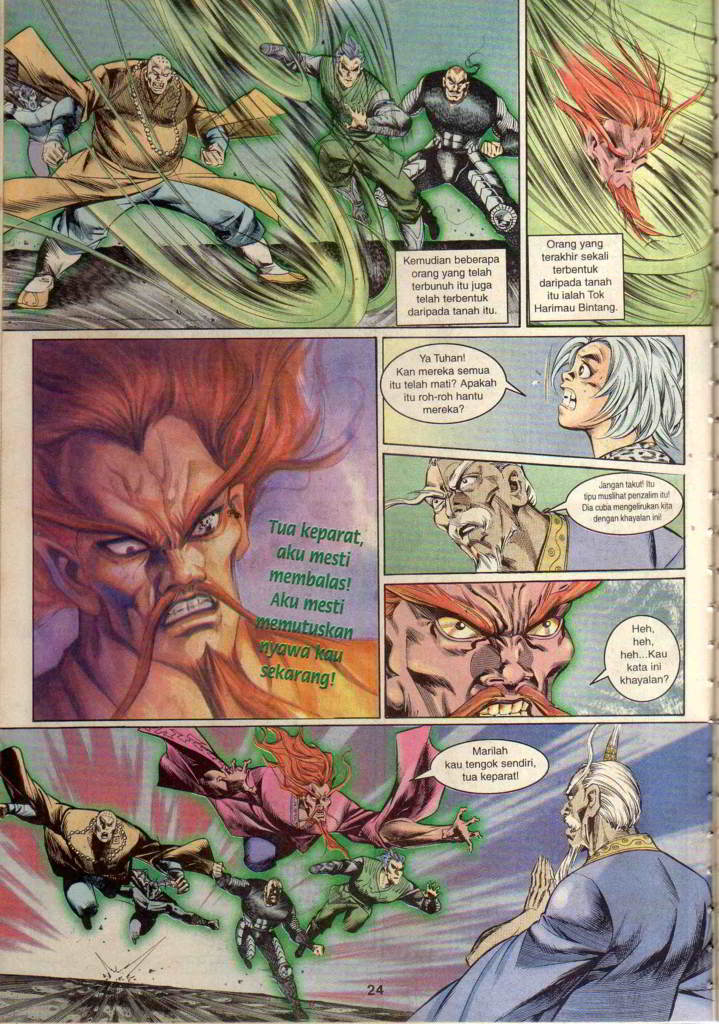 Kemudian beberapa
orang yang telah
terbunuh itu juga
telah terbentuk
daripada tanah itu.
Orang yang
terakhir sekali
terbentuk
daripada tanah
itu ialah Tok
Harimau Bintang.
Tua keparat,
aku mesti
membalas!
Aku mesti
memutuskan
nyawa kau
sekarang!
Ya Tuhan!
Kan mereka semua
itu telah mati? Apakah
itu roh-roh hantu
mereka?
Jangan takut! Itu
tipu muslihat penzalim itu!
Dia cuba mengelirukan kita
dengan khayalan ini!
Heh,
heh,
heh...Kau
kata ini
khayalan?
Marilah
kau tengok sendiri,
tua keparat!
24